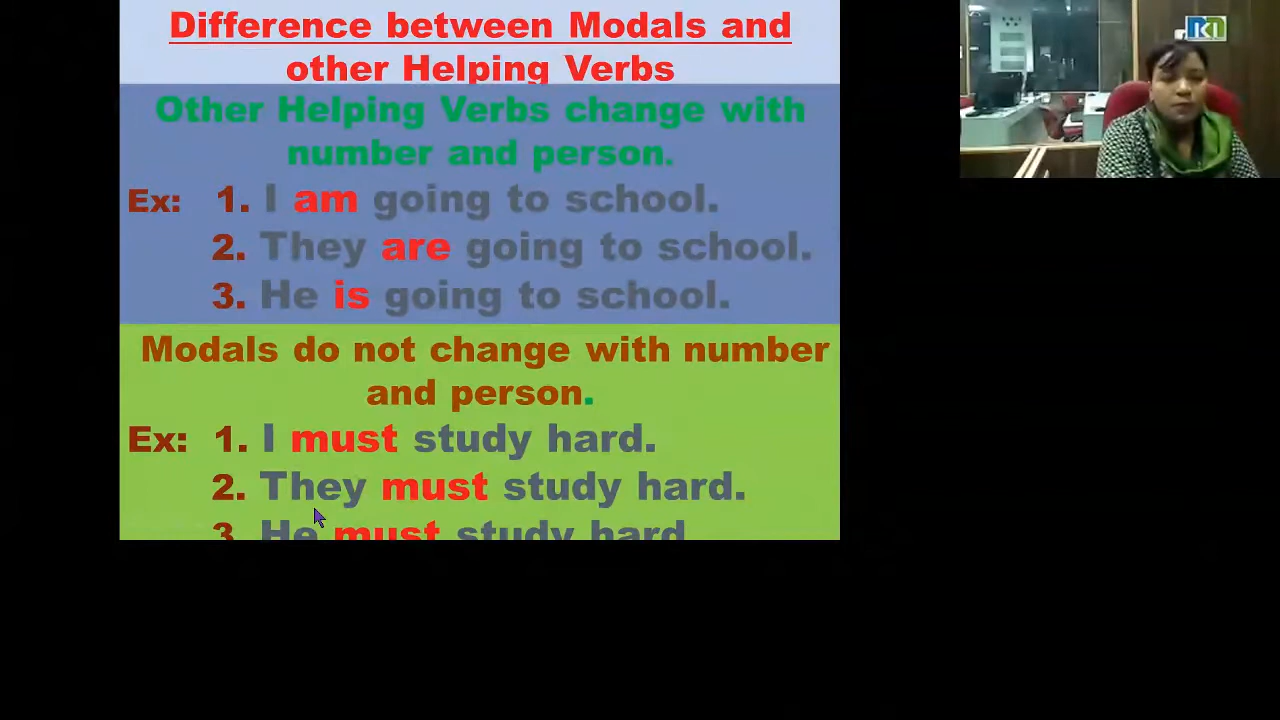 Difference between Modals and
other Helping Verbs
Other Helping Verbs change with
number and person.
Ex: 1. I am going to school.
2. They are going to school.
3. He is going to school.
Modals do not change with number
and person.
Ex: 1. I must study hard.
2. They must study hard.
3. He must study hard